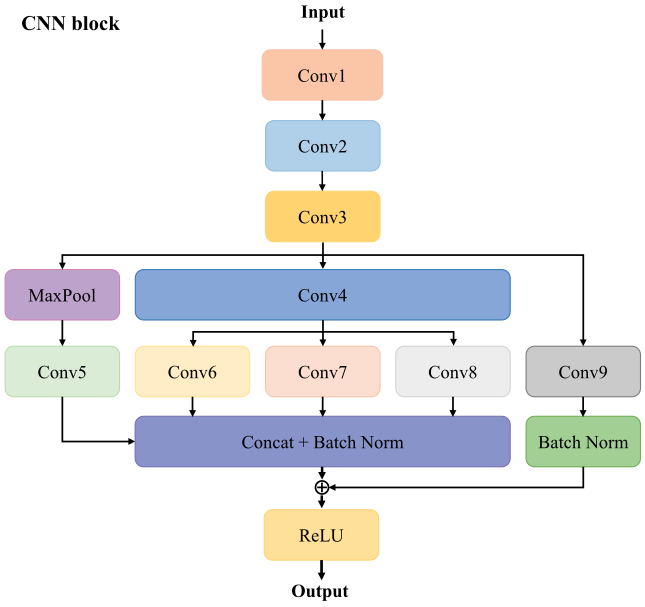 Input
CNN block
Conv1
Conv2
Conv3
MaxPool
Conv4
Conv5
Conv6
Conv7
Conv8
Conv9
Concat + Batch Norm
Batch Norm
ReLU
Output